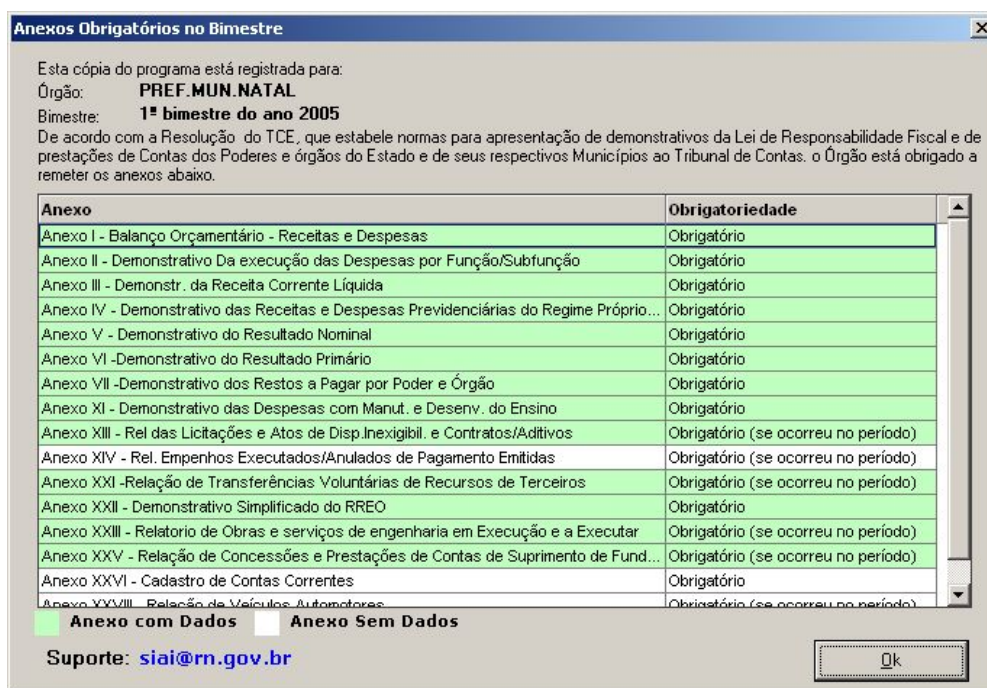 Anexos Obrigatórios no Bimestre
Esta cópia do programa está registrada para:
Órgão: PREF.MUN.NATAL
Bimestre: 1º bimestre do ano 2005
De acordo com a Resolução do TCE, que estabele normas para apresentação de demonstrativos da Lei de Responsabilidade Fiscal e de
prestações de Contas dos Poderes e órgãos do Estado e de seus respectivos Municípios ao Tribunal de Contas. o Órgão está obrigado a
remeter os anexos abaixo.
Anexo Obrigatoriedade
Anexo I - Balanço Orçamentário - Receitas e Despesas Obrigatório
Anexo II - Demonstrativo Da execução das Despesas por Função/Subfunção Obrigatório
Anexo III - Demonstr. da Receita Corrente Líquida Obrigatório
Anexo IV - Demonstrativo das Receitas e Despesas Previdenciárias do Regime Próprio... Obrigatório
Anexo V - Demonstrativo do Resultado Nominal Obrigatório
Anexo VI -Demonstrativo do Resultado Primário Obrigatório
Anexo VII -Demonstrativo dos Restos a Pagar por Poder e Órgão Obrigatório
Anexo XI - Demonstrativo das Despesas com Manut. e Desenv. do Ensino Obrigatório
Anexo XIII - Rel das Licitações e Atos de Disp.Inexigibil. e Contratos/Aditivos Obrigatório (se ocorreu no período)
Anexo XIV - Rel. Empenhos Executados/Anulados de Pagamento Emitidas Obrigatório (se ocorreu no período)
Anexo XXI -Relação de Transferências Voluntárias de Recursos de Terceiros Obrigatório (se ocorreu no período)
Anexo XXII - Demonstrativo Simplificado do RREO Obrigatório
Anexo XXIII - Relatorio de Obras e serviços de engenharia em Execução e a Executar Obrigatório (se ocorreu no período)
Anexo XXV - Relação de Concessões e Prestações de Contas de Suprimento de Fund... Obrigatório (se ocorreu no período)
Anexo XXVI - Cadastro de Contas Correntes Obrigatório
Anexo XXVIII - Relação de Veículos Automotores Obrigatório (se ocorreu no período)
Anexo com Dados Anexo Sem Dados
Suporte: siai@rn.gov.br Ok